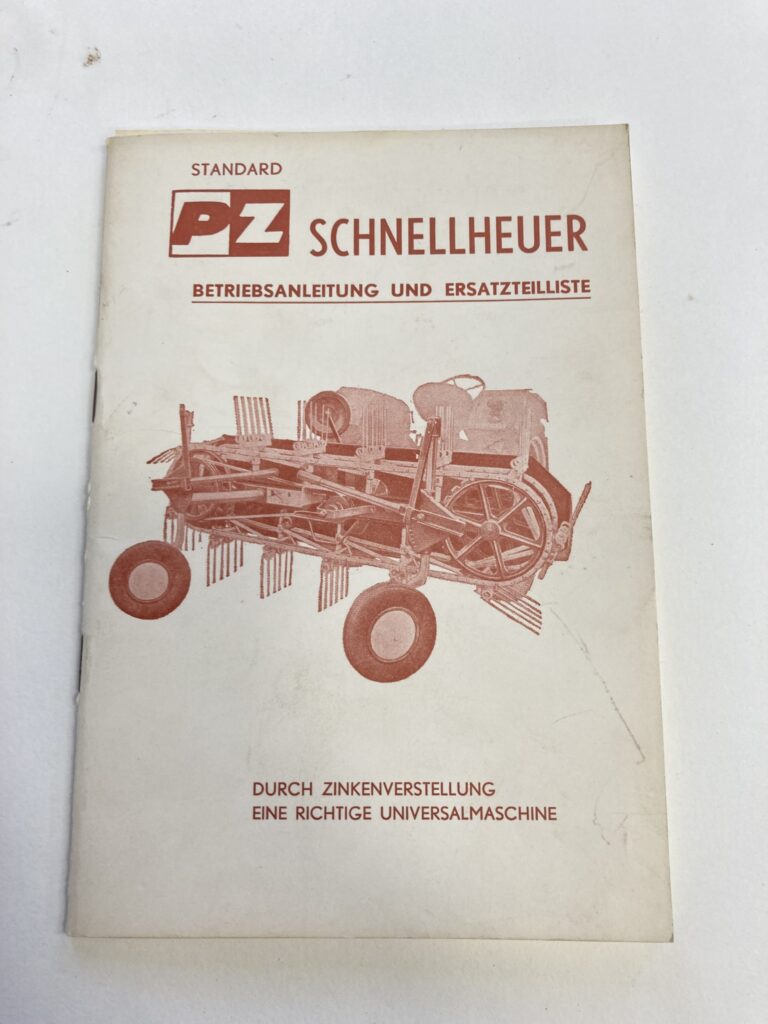 STANDARD
PZ SCHNELLHEUER
BETRIEBSANLEITUNG UND ERSATZTEILLISTE
DURCH ZINKENVERSTELLUNG
EINE RICHTIGE UNIVERSALMASCHINE